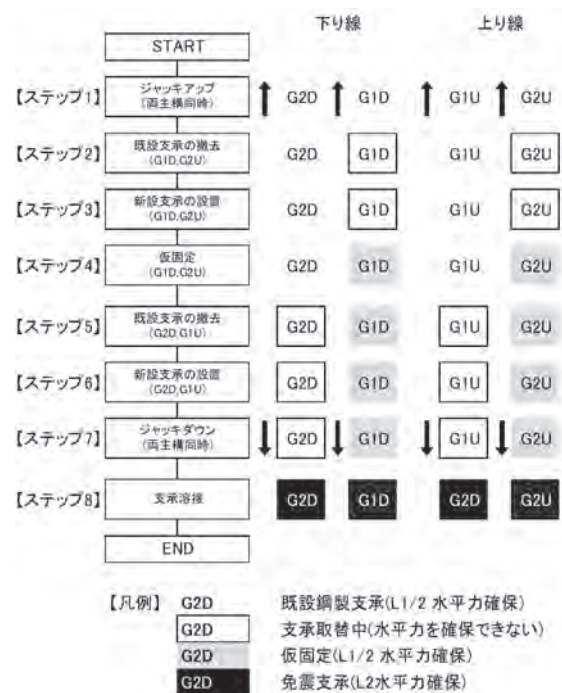 下り線 上り線
START
【ステップ1】 ジャッキアップ (両主構同時) G2D G1D G1U G2U
【ステップ2】 既設支承の撤去 (G1D,G2U) G2D G1D G1U G2U
【ステップ3】 新設支承の設置 (G1D,G2U) G2D G1D G1U G2U
【ステップ4】 仮固定 (G1D,G2U) G2D G1D G1U G2U
【ステップ5】 既設支承の撤去 (G2D,G1U) G2D G1D G1U G2U
【ステップ6】 新設支承の設置 (G2D,G1U) G2D G1D G1U G2U
【ステップ7】 ジャッキダウン (両主構同時) G2D G1D G1U G2U
【ステップ8】 支承溶接 G2D G1D G2D G2U
END
【凡例】 G2D 既設鋼製支承(L1/2 水平力確保)
G2D 支承取替中(水平力を確保できない)
G2D 仮固定(L1/2 水平力確保)
G2D 免震支承(L2水平力確保)